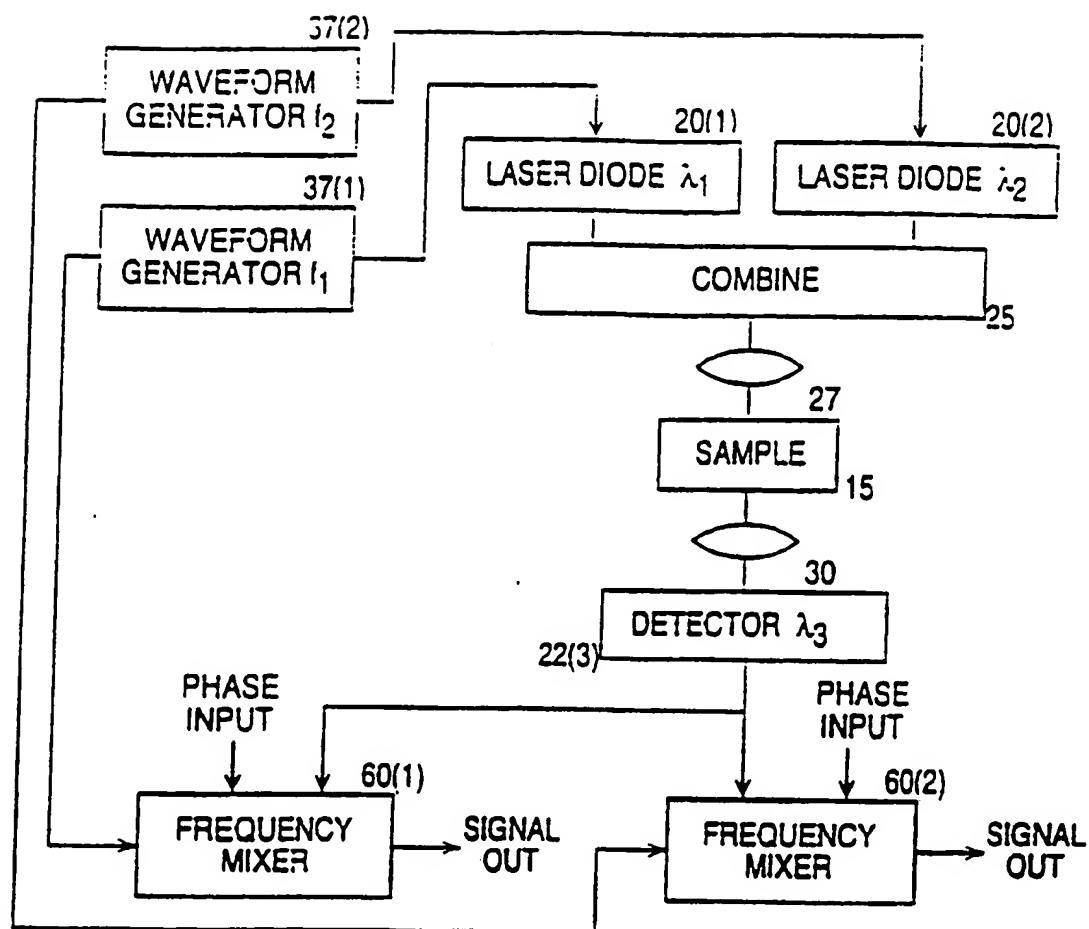 37(2)
WAVEFORM
GENERATOR f2
20(1)
20(2)
LASER DIODE λ1
LASER DIODE λ2
37(1)
WAVEFORM
GENERATOR f1
COMBINE
25
27
SAMPLE
15
30
DETECTOR λ3
22(3)
PHASE
INPUT
PHASE
INPUT
60(1)
60(2)
FREQUENCY
MIXER
SIGNAL
OUT
FREQUENCY
MIXER
SIGNAL
OUT